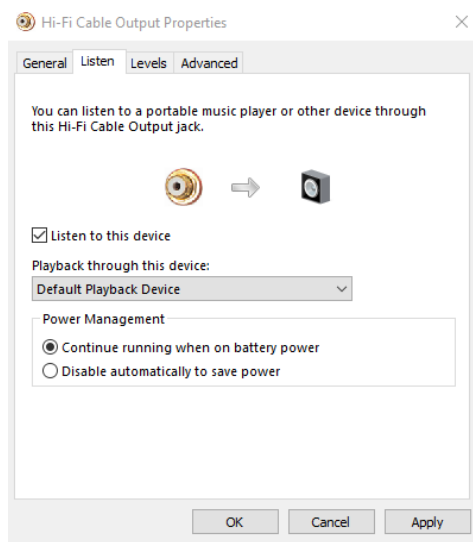 Hi-Fi Cable Output Properties
General Listen Levels Advanced
You can listen to a portable music player or other device through
this Hi-Fi Cable Output jack.
Listen to this device
Playback through this device:
Default Playback Device
Power Management
Continue running when on battery power
Disable automatically to save power
OK Cancel Apply